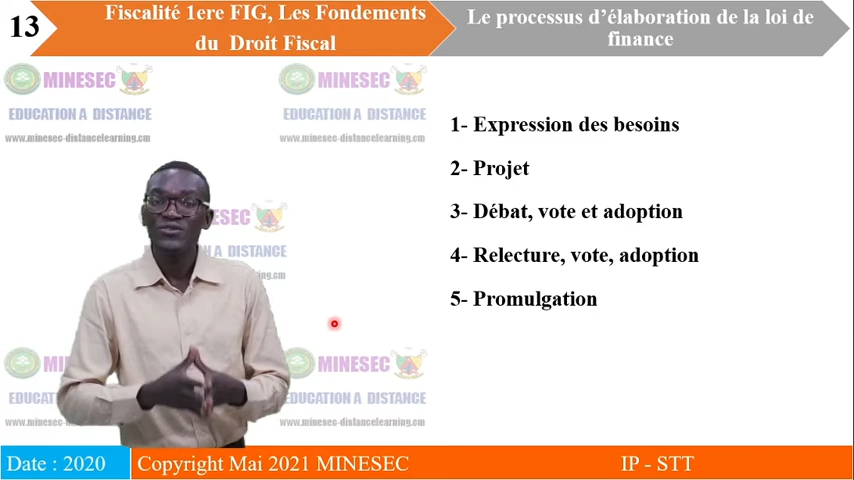 13
Fiscalité 1ere FIG, Les Fondements
du Droit Fiscal
Le processus d’élaboration de la loi de
finance
MINESEC
EDUCATION A DISTANCE
www.minesec-distancelearning.cm
MINESEC
EDUCATION A DISTANCE
www.minesec-distancelearning.cm
1- Expression des besoins
2- Projet
3- Débat, vote et adoption
4- Relecture, vote, adoption
5- Promulgation
MINESEC
EDUCATION A DISTANCE
www.minesec-distancelearning.cm
Date : 2020
Copyright Mai 2021 MINESEC
IP - STT